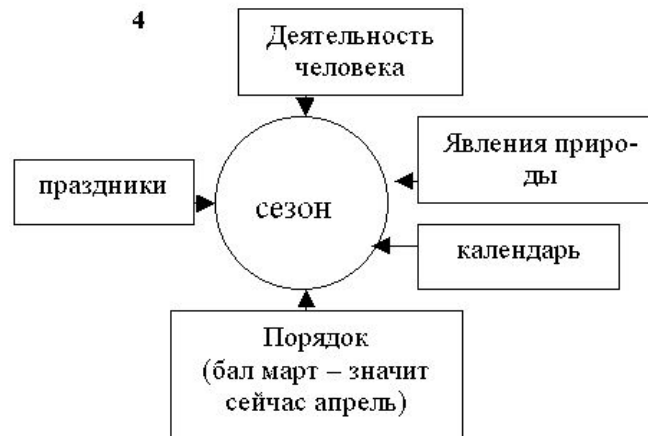 4
Деятельность
человека
Явления приро-
ды
праздники
сезон
календарь
Порядок
(бал март – значит
сейчас апрель)